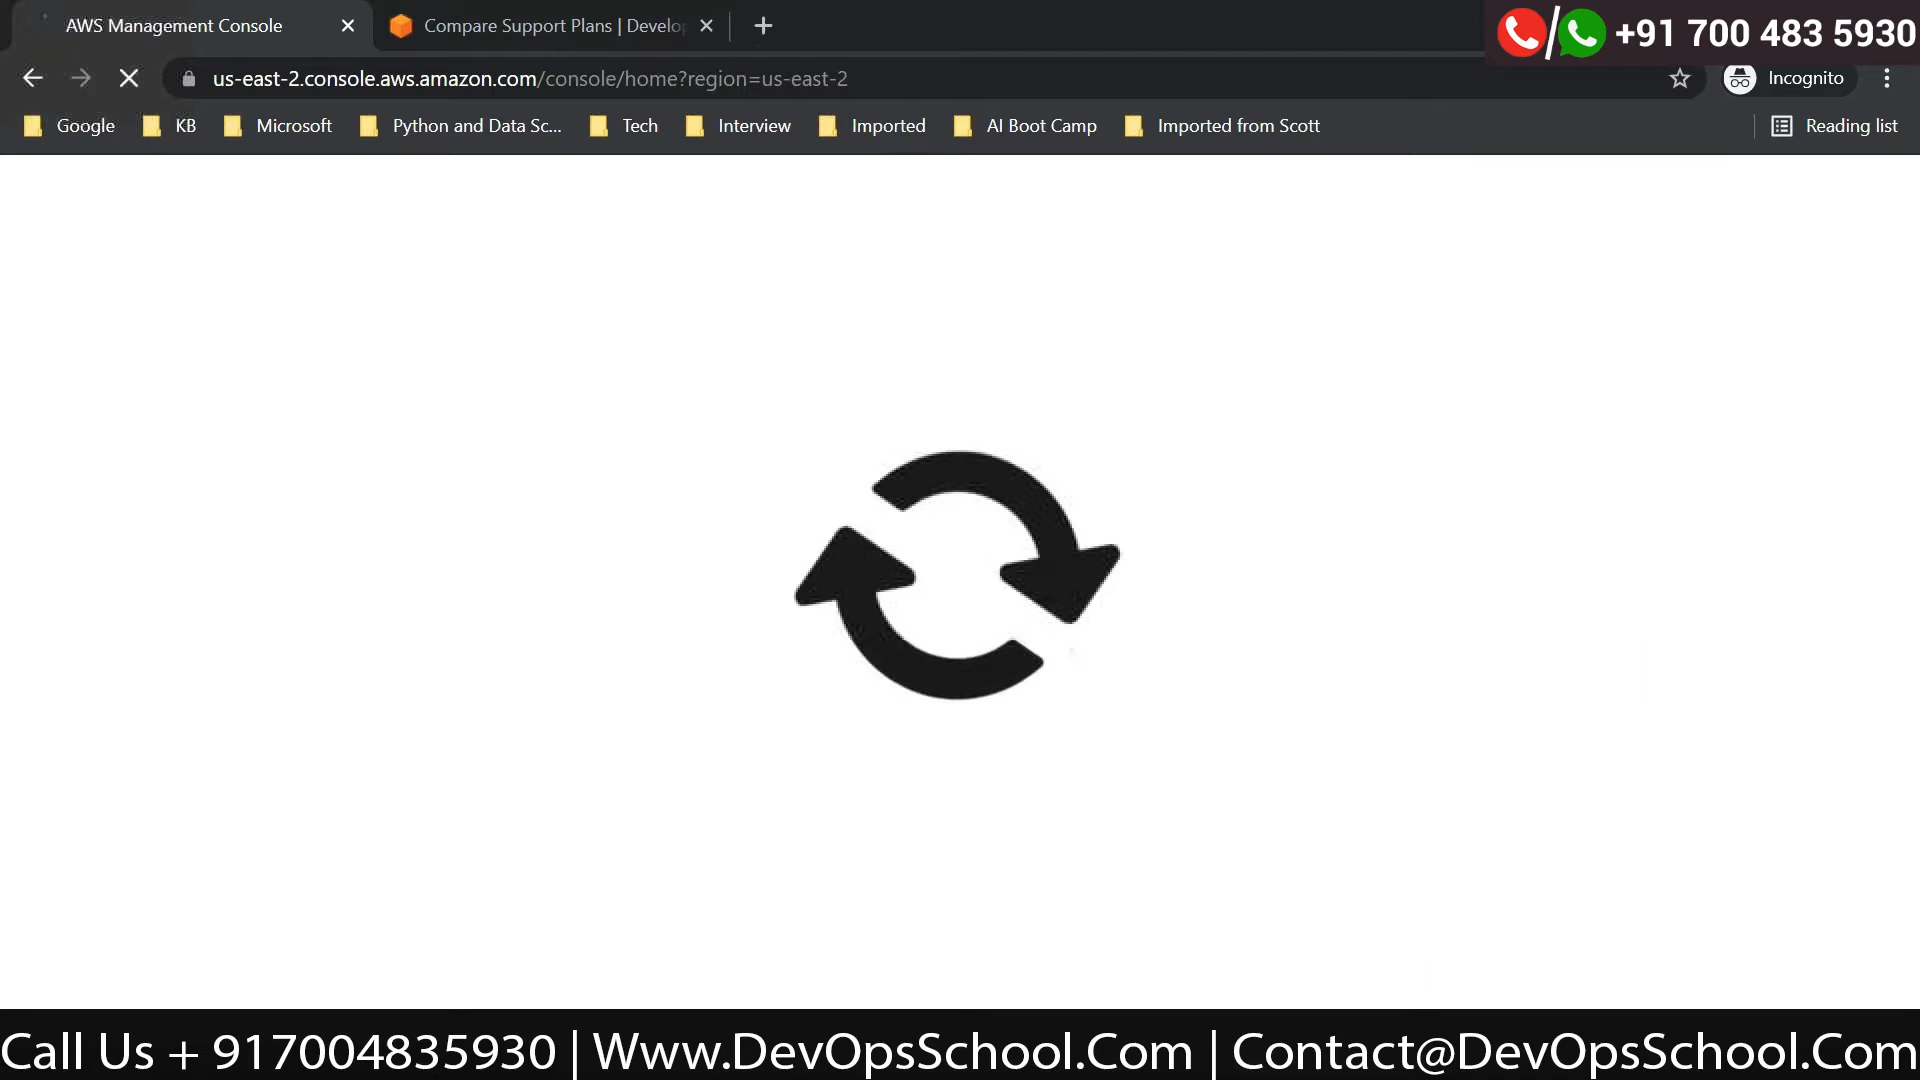 AWS Management Console
Compare Support Plans | Develo
+91 700 483 5930
us-east-2.console.aws.amazon.com/console/home?region=us-east-2
Incognito
Google
KB
Microsoft
Python and Data Sc...
Tech
Interview
Imported
AI Boot Camp
Imported from Scott
Reading list
Call Us + 917004835930 | Www.DevOpsSchool.Com | Contact@DevOpsSchool.Com